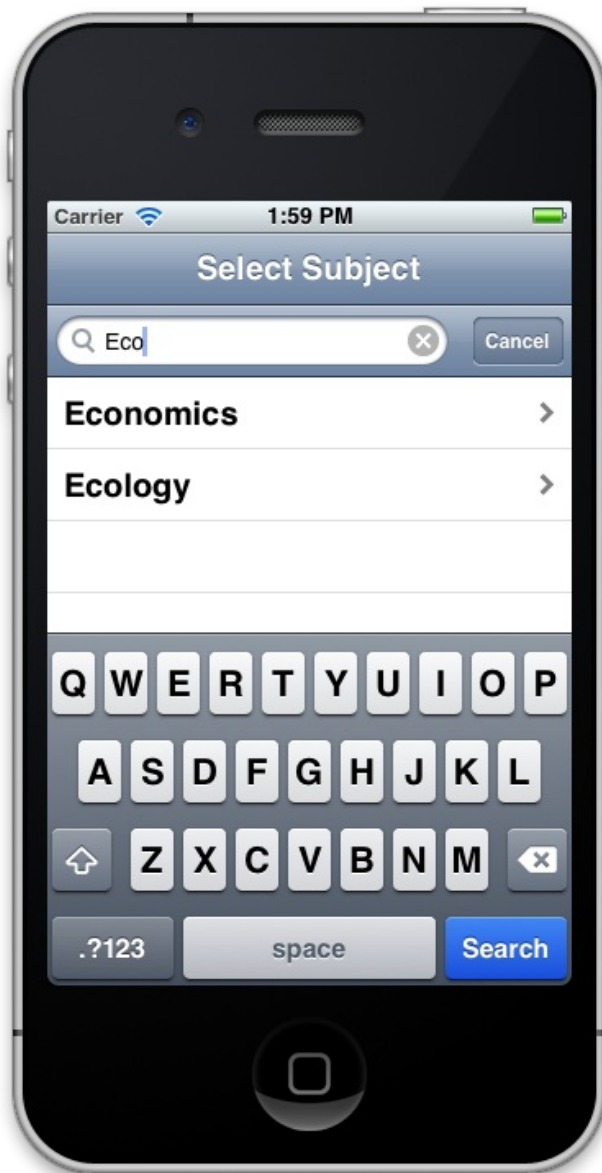 Carrier 1:59 PM
Select Subject
Eco Cancel
Economics
Ecology
Q W E R T Y U I O P
A S D F G H J K L
Z X C V B N M
.?123 space Search